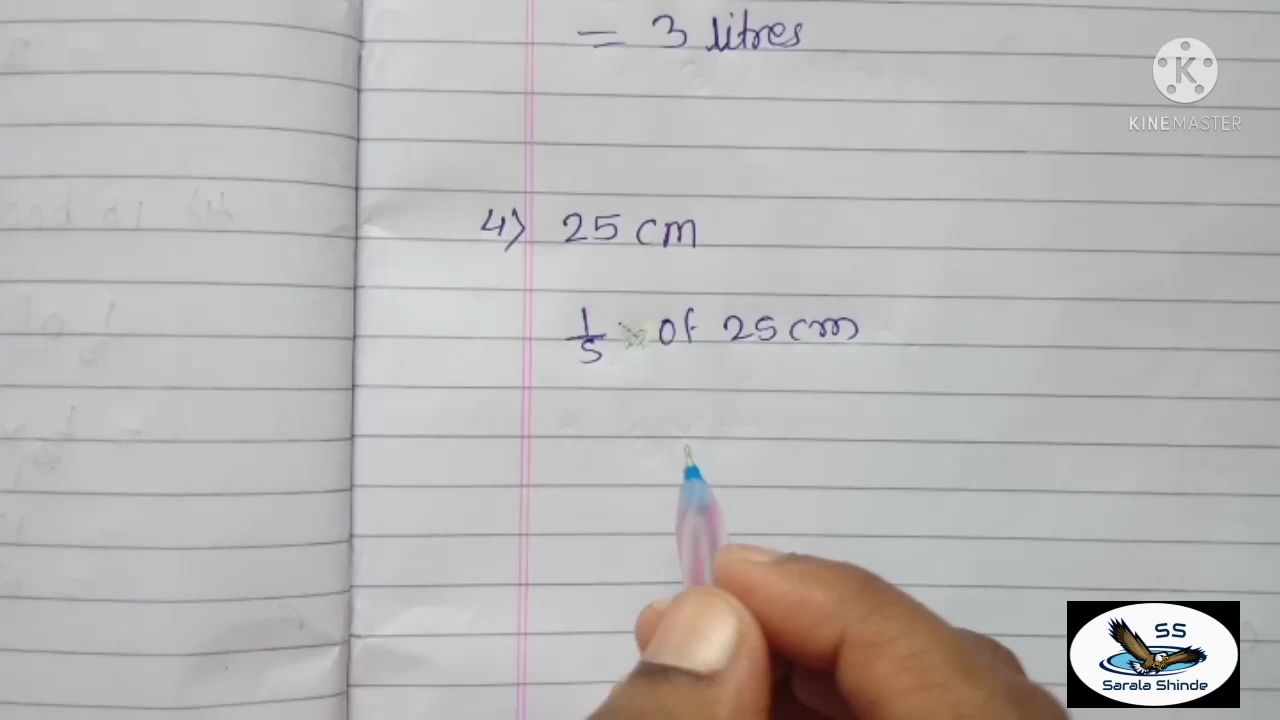 = 3 litres
KINEMASTER
4) 25 cm
1/5 of 25 cm
SS
Sarala Shinde